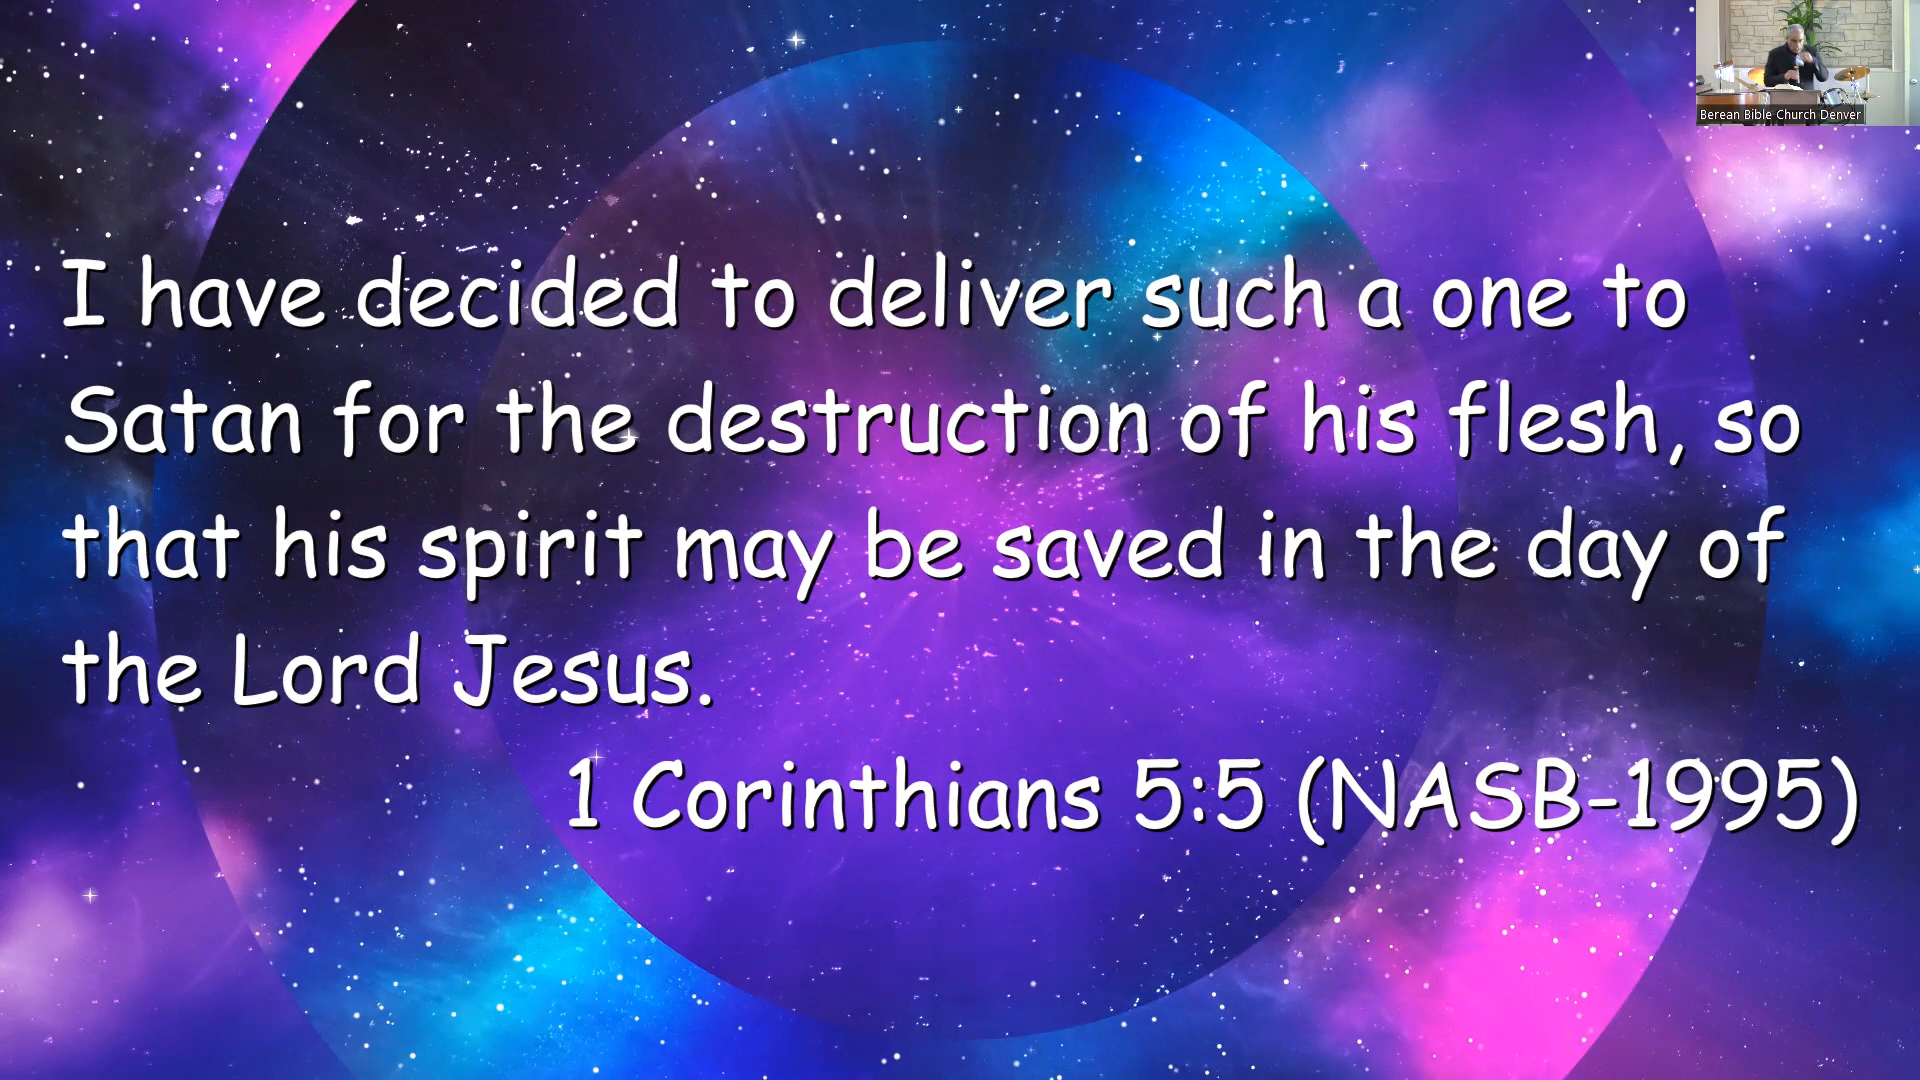 Berean Bible Church Denver
I have decided to deliver such a one to
Satan for the destruction of his flesh, so
that his spirit may be saved in the day of
the Lord Jesus.
1 Corinthians 5:5 (NASB-1995)